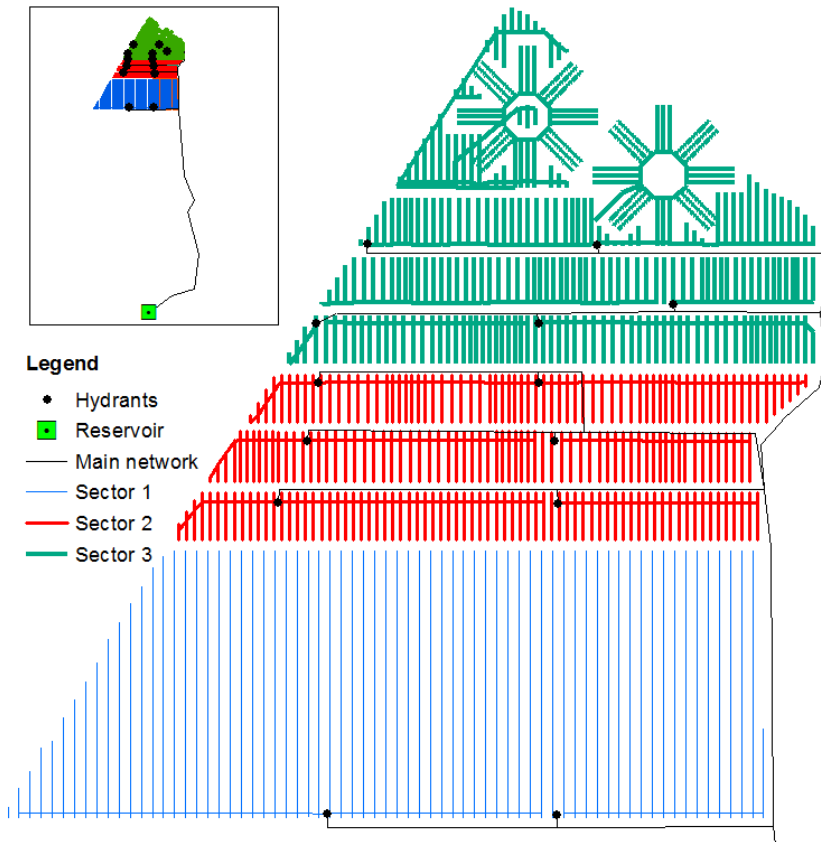 Legend
Hydrants
Reservoir
Main network
Sector 1
Sector 2
Sector 3